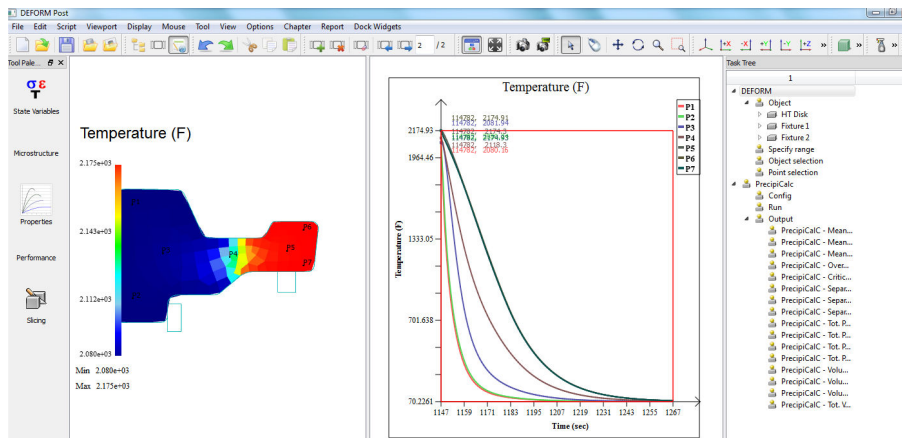 DEFORM Post
File Edit Script Viewport Display Mouse Tool View Options Chapter Report Dock Widgets
2 / 2
+X -X +Y -Y +Z » » »
Tool Pale...
σ ε
T
State Variables
Microstructure
Properties
Performance
Slicing
Temperature (F)
2.175e+03
2.143e+03
2.112e+03
2.080e+03
P4
P5
P6
P7
Min 2.080e+03
Max 2.175e+03
Temperature (F)
2174.93
1964.46
1333.05
701.638
70.2261
Temperature (F)
114782, 2174.91
114782, 2081.94
114782, 2174.93
114782, 2118.3
114782, 2080.16
P1
P2
P3
P4
P5
P6
P7
1147 1159 1171 1183 1195 1207 1219 1231 1243 1255 1267
Time (sec)
Task Tree
1
DEFORM
Object
HT Disk
Fixture 1
Fixture 2
Specify range
Object selection
Point selection
PrecipiCalc
Config
Run
Output
PrecipiCalC - Mean...
PrecipiCalC - Mean...
PrecipiCalC - Mean...
PrecipiCalC - Over...
PrecipiCalC - Critic...
PrecipiCalC - Separ...
PrecipiCalC - Separ...
PrecipiCalC - Separ...
PrecipiCalC - Tot. P...
PrecipiCalC - Tot. P...
PrecipiCalC - Tot. P...
PrecipiCalC - Volu...
PrecipiCalC - Volu...
PrecipiCalC - Volu...
PrecipiCalC - Tot. V...